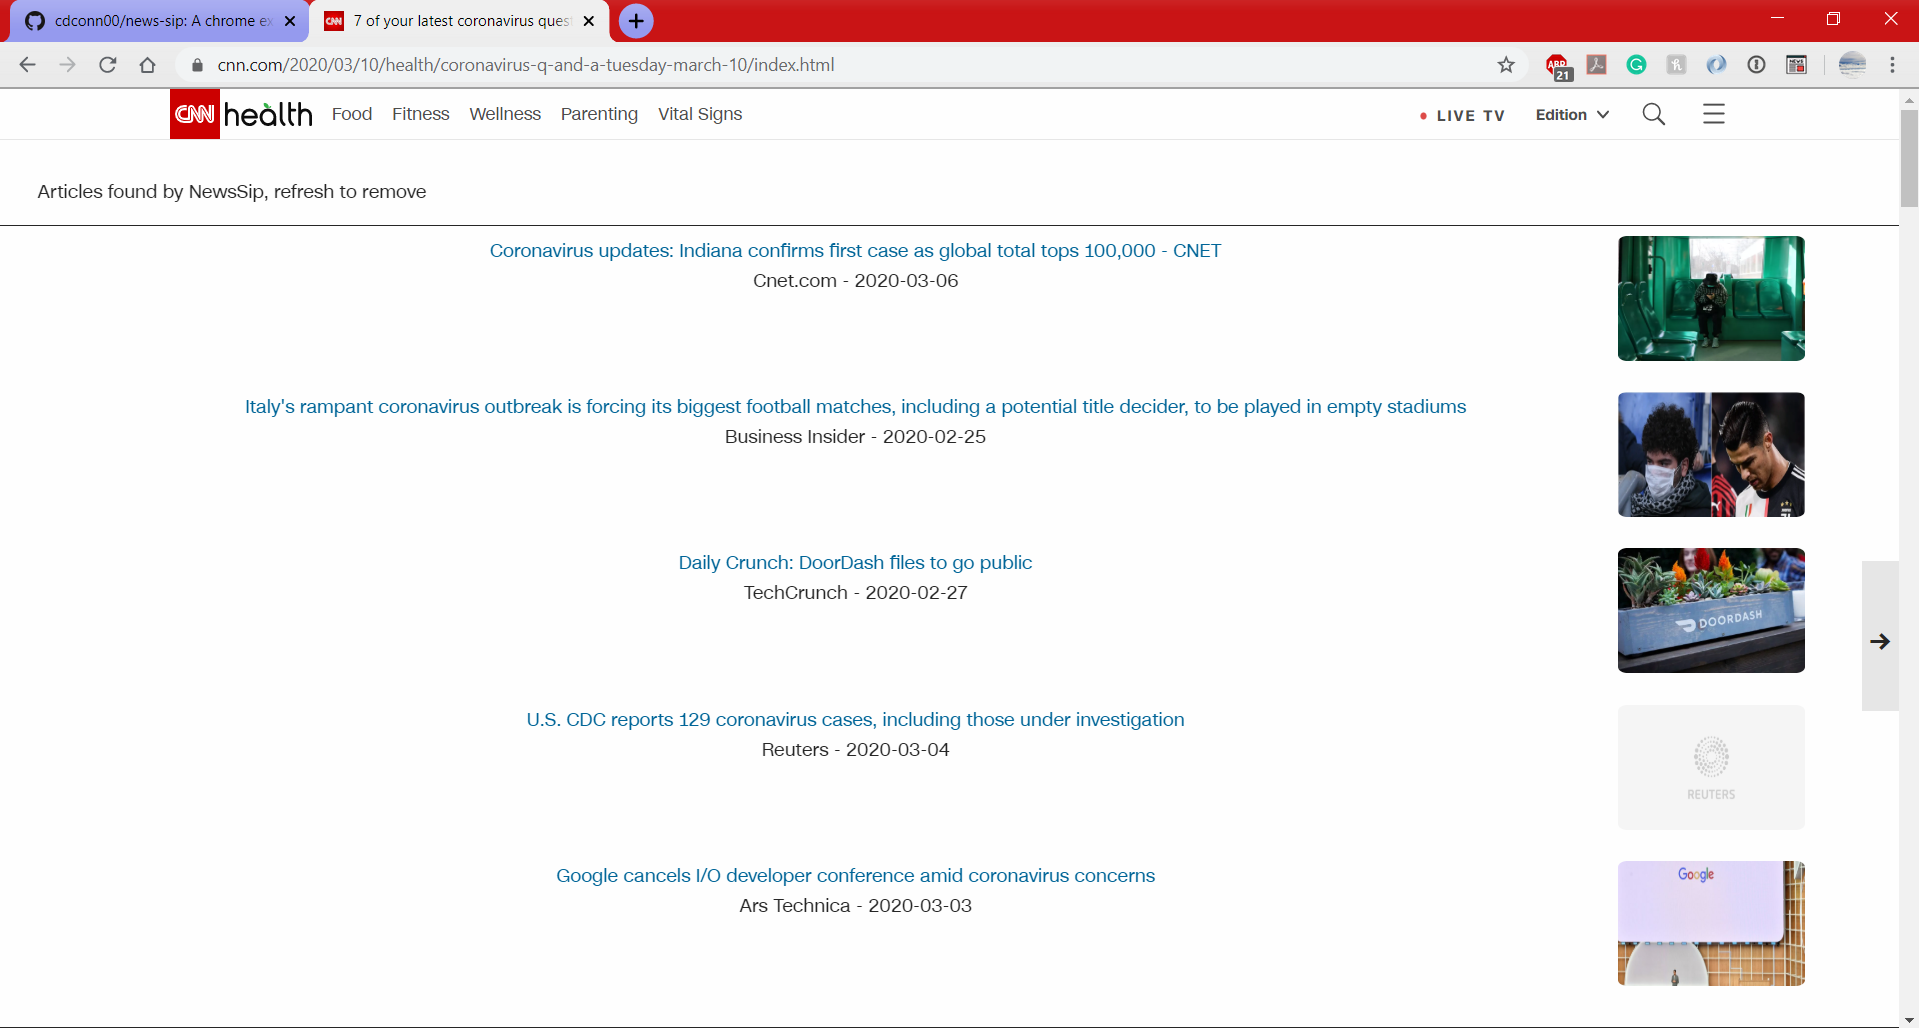 cdconn00/news-sip: A chrome ex
7 of your latest coronavirus ques
cnn.com/2020/03/10/health/coronavirus-q-and-a-tuesday-march-10/index.html
ABP
21
NEWS
CNN health
Food
Fitness
Wellness
Parenting
Vital Signs
LIVE TV
Edition
Articles found by NewsSip, refresh to remove
Coronavirus updates: Indiana confirms first case as global total tops 100,000 - CNET
Cnet.com - 2020-03-06
Italy's rampant coronavirus outbreak is forcing its biggest football matches, including a potential title decider, to be played in empty stadiums
Business Insider - 2020-02-25
Daily Crunch: DoorDash files to go public
TechCrunch - 2020-02-27
DOORDASH
U.S. CDC reports 129 coronavirus cases, including those under investigation
Reuters - 2020-03-04
REUTERS
Google cancels I/O developer conference amid coronavirus concerns
Ars Technica - 2020-03-03
Google